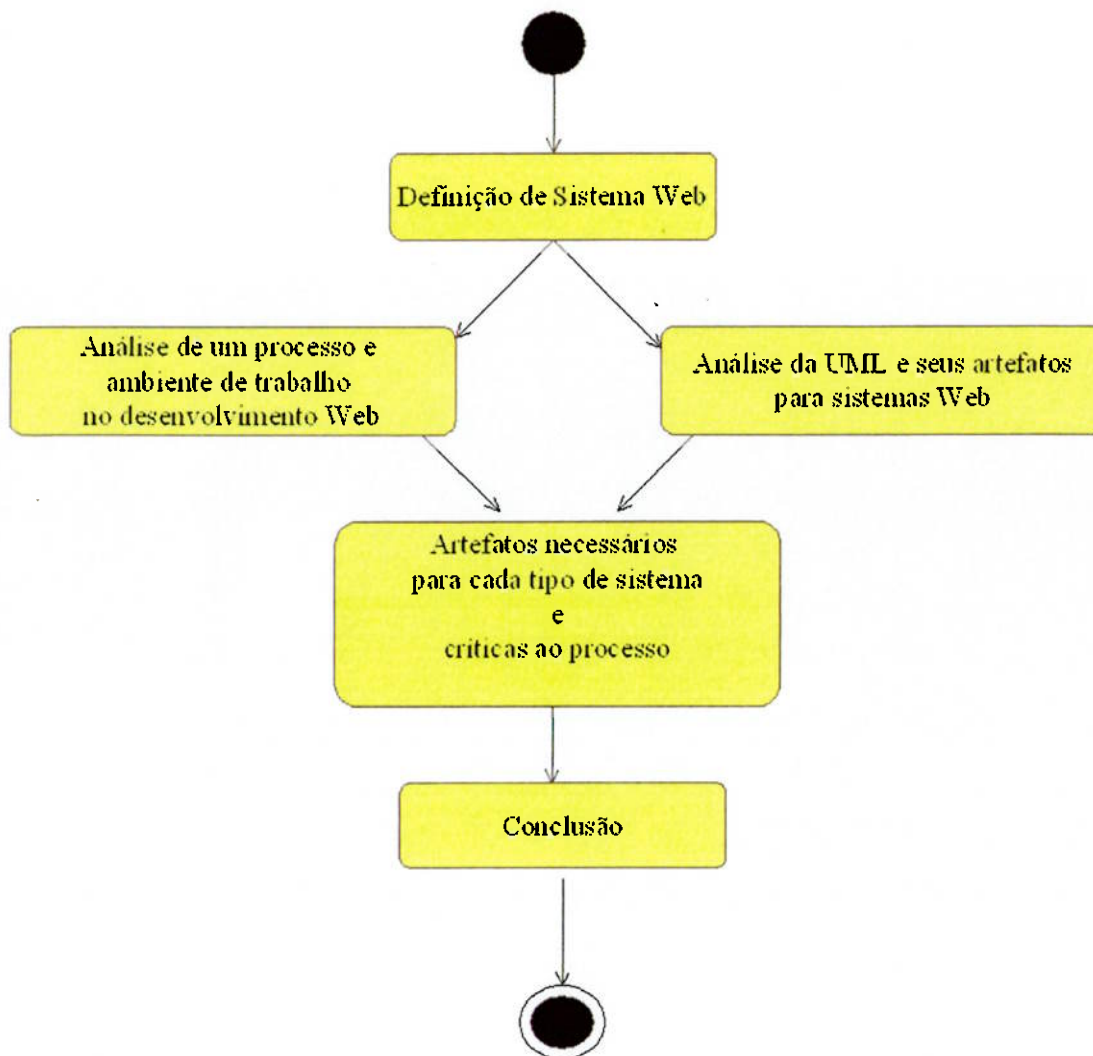 Definição de Sistema Web
Análise de um processo e
ambiente de trabalho
no desenvolvimento Web
Análise da UML e seus artefatos
para sistemas Web
Artefatos necessários
para cada tipo de sistema
e
críticas ao processo
Conclusão